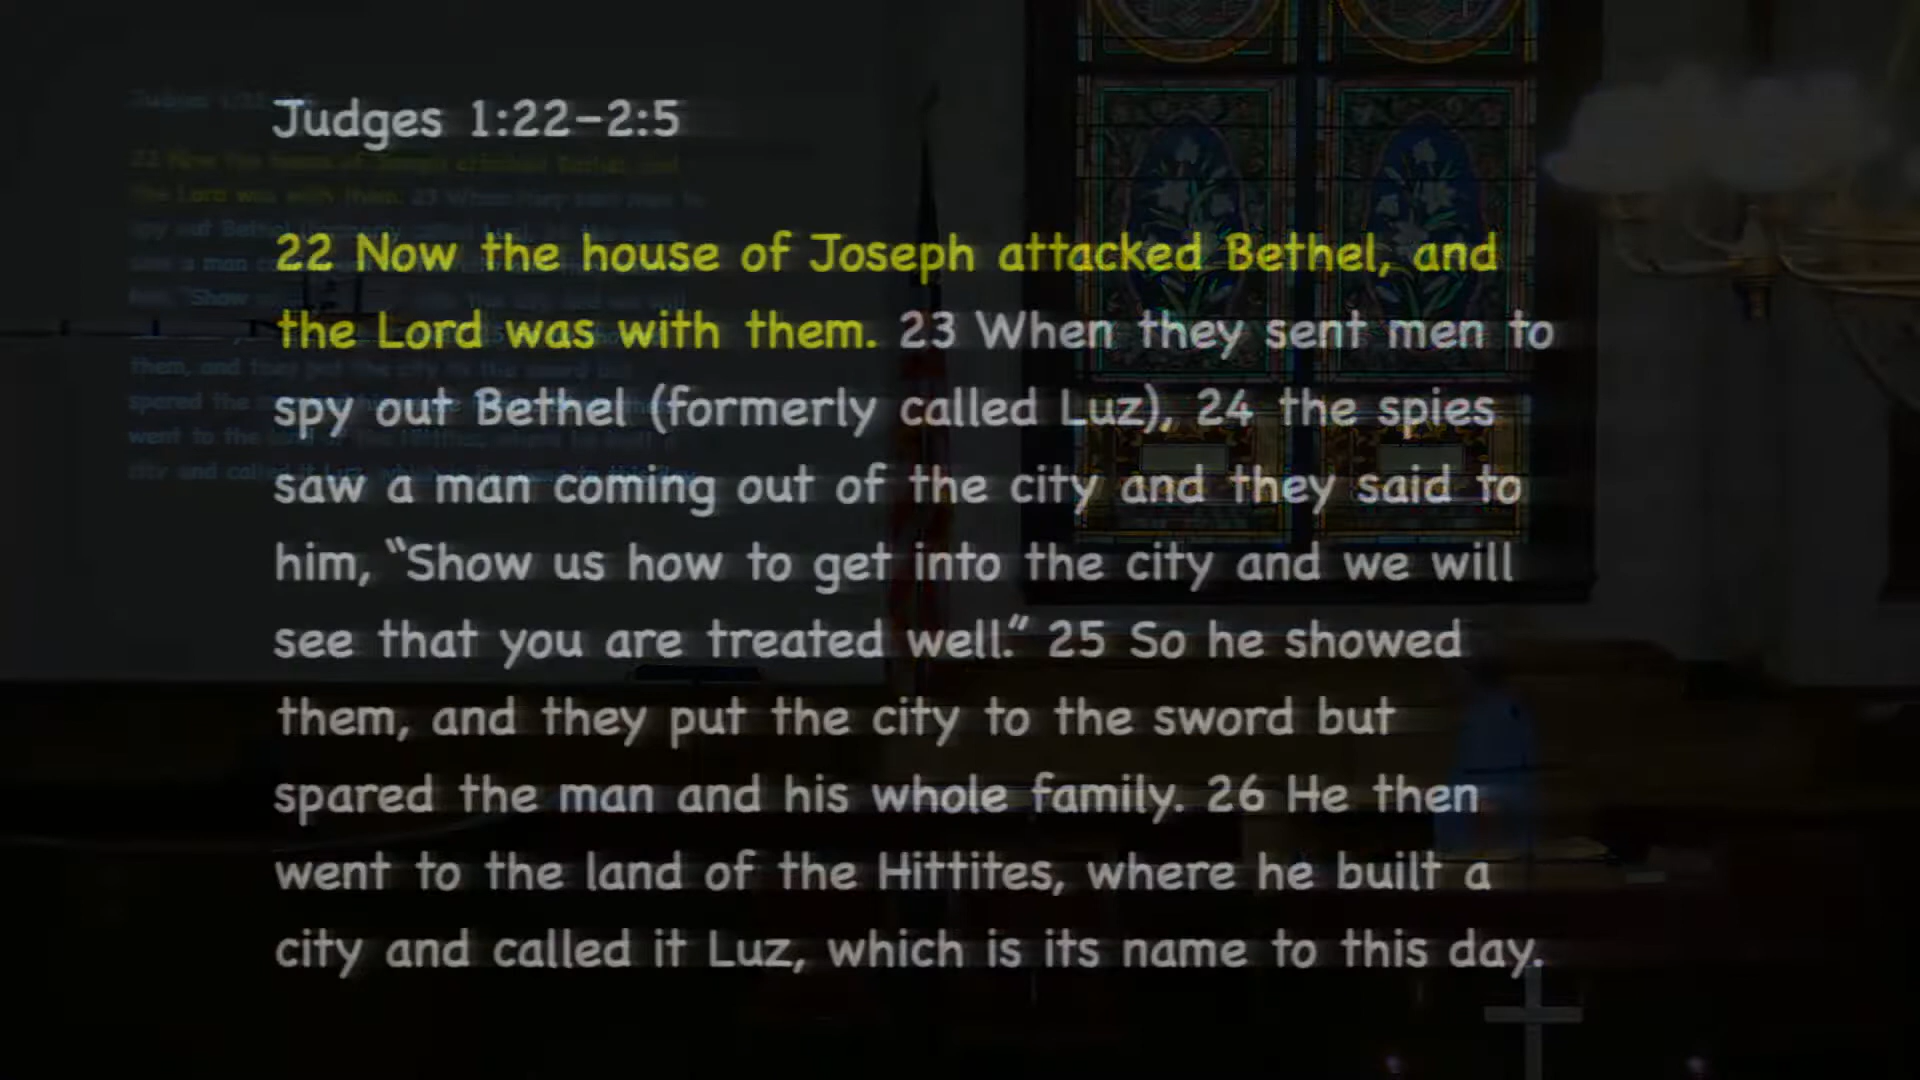 Judges 1:22–2:5
22 Now the house of Joseph attacked Bethel, and
the Lord was with them. 23 When they sent men to
spy out Bethel (formerly called Luz), 24 the spies
saw a man coming out of the city and they said to
him, “Show us how to get into the city and we will
see that you are treated well.” 25 So he showed
them, and they put the city to the sword but
spared the man and his whole family. 26 He then
went to the land of the Hittites, where he built a
city and called it Luz, which is its name to this day.